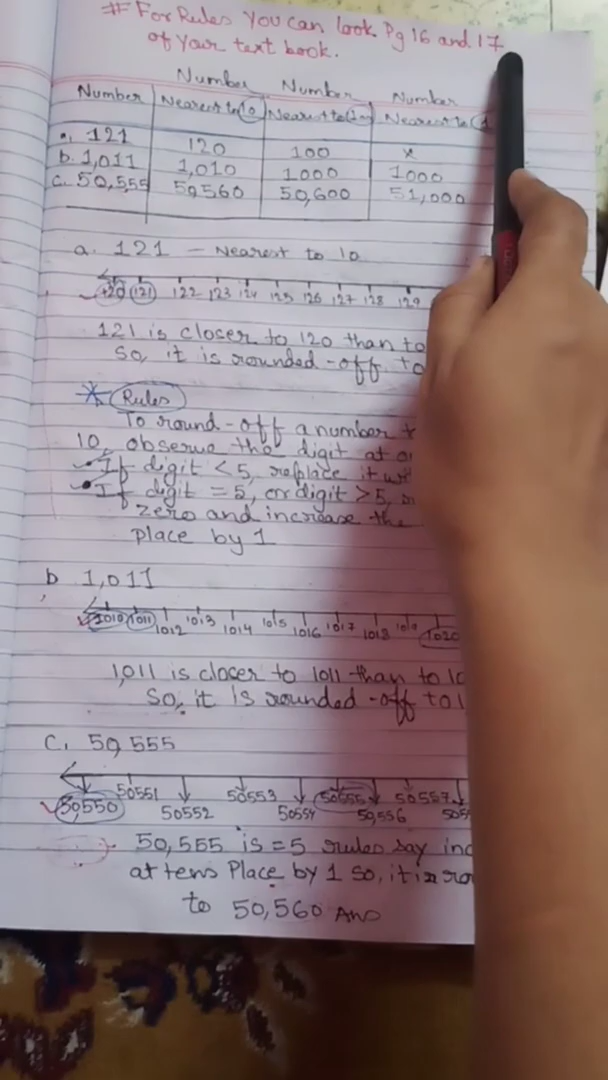 # For Rules you can look Pg 16 and 17
of your text book.
Number | Number Nearest to 10 | Number Nearest to | Number Nearest to
a. 121 | 120 | 100 | x
b. 1,011 | 1,010 | 1000 | 1000
c. 50,555 | 50,560 | 50,600 | 51,000
a. 121 - Nearest to 10
120 121 122 123 124 125 126 127 128 129
121 is closer to 120 than to
So, it is rounded-off to
* Rules
To round-off a number
10, observe the digit at
• If digit < 5, replace it
• If digit = 5, or digit > 5,
zero and increase the
place by 1
b 1,011
1010 1011 1012 1013 1014 1015 1016 1017 1018 1019 1020
1,011 is closer to 1011 than to
So, it is rounded-off to
C. 50,555
50,550 50551 50552 50553 50554 50555 50,556 50557
50,555 is =5 rules say
at tens Place by 1 so, it is
to 50,560 Ans